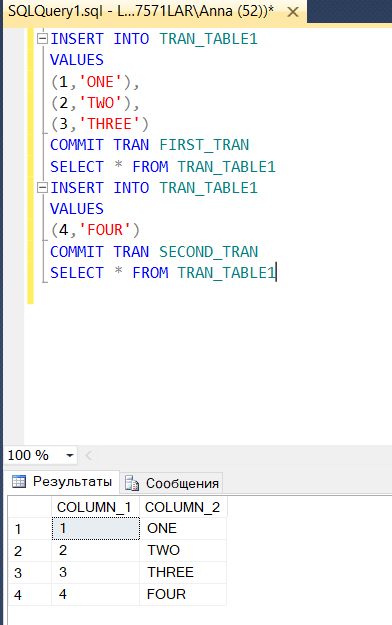 SQLQuery1.sql - L...7571LAR\Anna (52))*
INSERT INTO TRAN_TABLE1
VALUES
(1,'ONE'),
(2,'TWO'),
(3,'THREE')
COMMIT TRAN FIRST_TRAN
SELECT * FROM TRAN_TABLE1
INSERT INTO TRAN_TABLE1
VALUES
(4,'FOUR')
COMMIT TRAN SECOND_TRAN
SELECT * FROM TRAN_TABLE1
100 %
Результаты Сообщения
COLUMN_1 COLUMN_2
1 1 ONE
2 2 TWO
3 3 THREE
4 4 FOUR